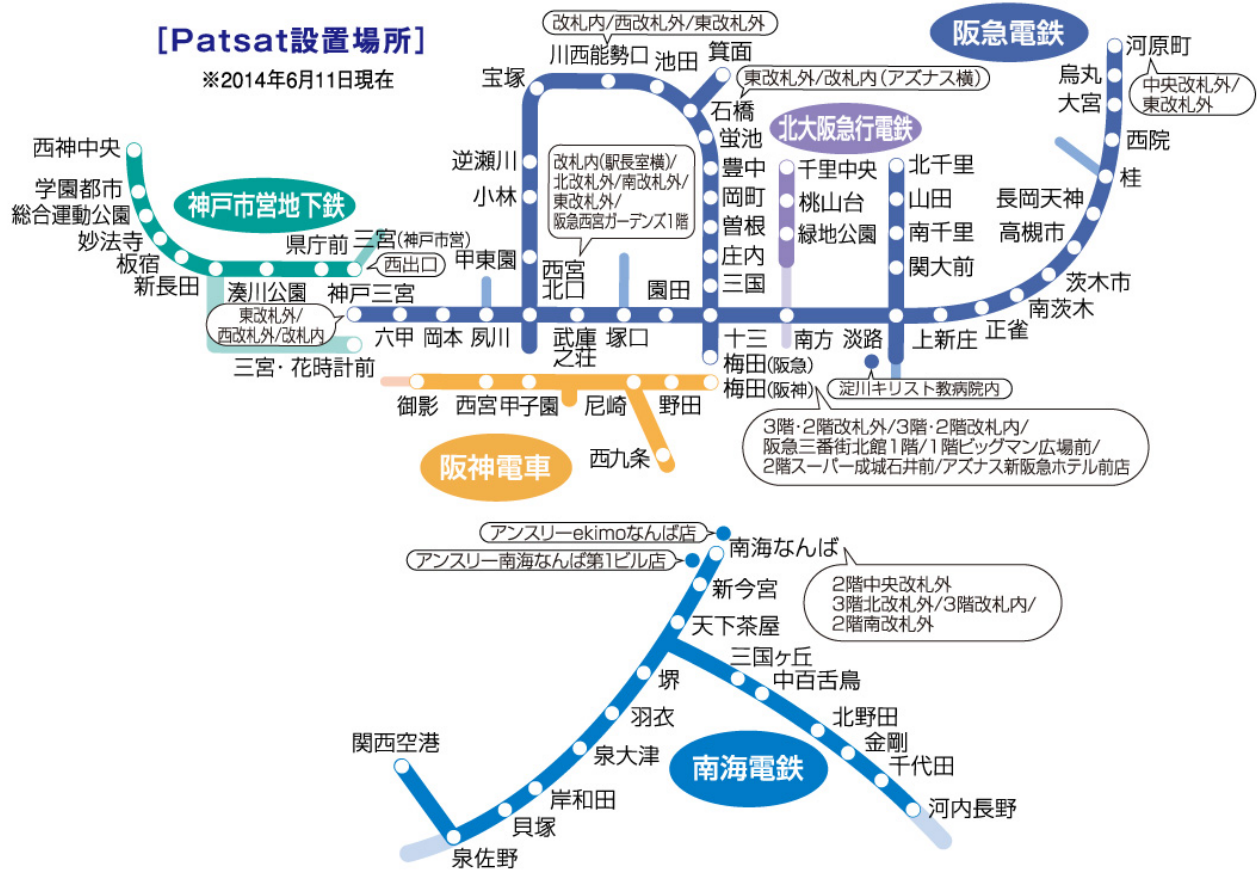 [Patsat設置場所]
※2014年6月11日現在
改札内/西改札外/東改札外
川西能勢口
池田
箕面
宝塚
東改札外/改札内(アズナス横)
石橋
蛍池
豊中
岡町
曽根
庄内
三国
逆瀬川
小林
甲東園
改札内(駅長室横)/
北改札外/南改札外/
東改札外/
阪急西宮ガーデンズ1階
西宮
北口
園田
阪急電鉄
河原町
中央改札外/
東改札外
烏丸
大宮
西院
桂
長岡天神
高槻市
茨木市
南茨木
正雀
上新庄
北大阪急行電鉄
千里中央
桃山台
緑地公園
北千里
山田
南千里
関大前
西神中央
学園都市
総合運動公園
妙法寺
板宿
新長田
神戸市営地下鉄
県庁前
三宮(神戸市営)
西出口
湊川公園
神戸三宮
東改札外/
西改札外/改札内
六甲
岡本
夙川
武庫
之荘
塚口
十三
南方
淡路
三宮・花時計前
梅田(阪急)
梅田(阪神)
淀川キリスト教病院内
御影
西宮
甲子園
尼崎
野田
西九条
阪神電車
3階・2階改札外/3階・2階改札内/
阪急三番街北館1階/1階ビッグマン広場前/
2階スーパー成城石井前/アズナス新阪急ホテル前店
アンスリーekimoなんば店
アンスリー南海なんば第1ビル店
南海なんば
2階中央改札外
3階北改札外/3階改札内/
2階南改札外
新今宮
天下茶屋
三国ヶ丘
中百舌鳥
北野田
金剛
千代田
河内長野
堺
羽衣
泉大津
岸和田
貝塚
泉佐野
関西空港
南海電鉄